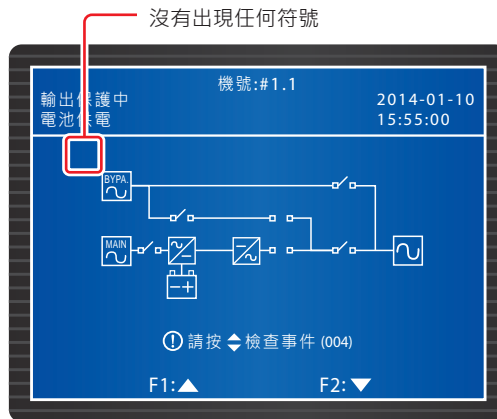 沒有出現任何符號
機號:#1.1
輸出保護中
2014-01-10
電池供電
15:55:00
BYPA.
MAIN
請按檢查事件 (004)
F1:▲
F2:▼